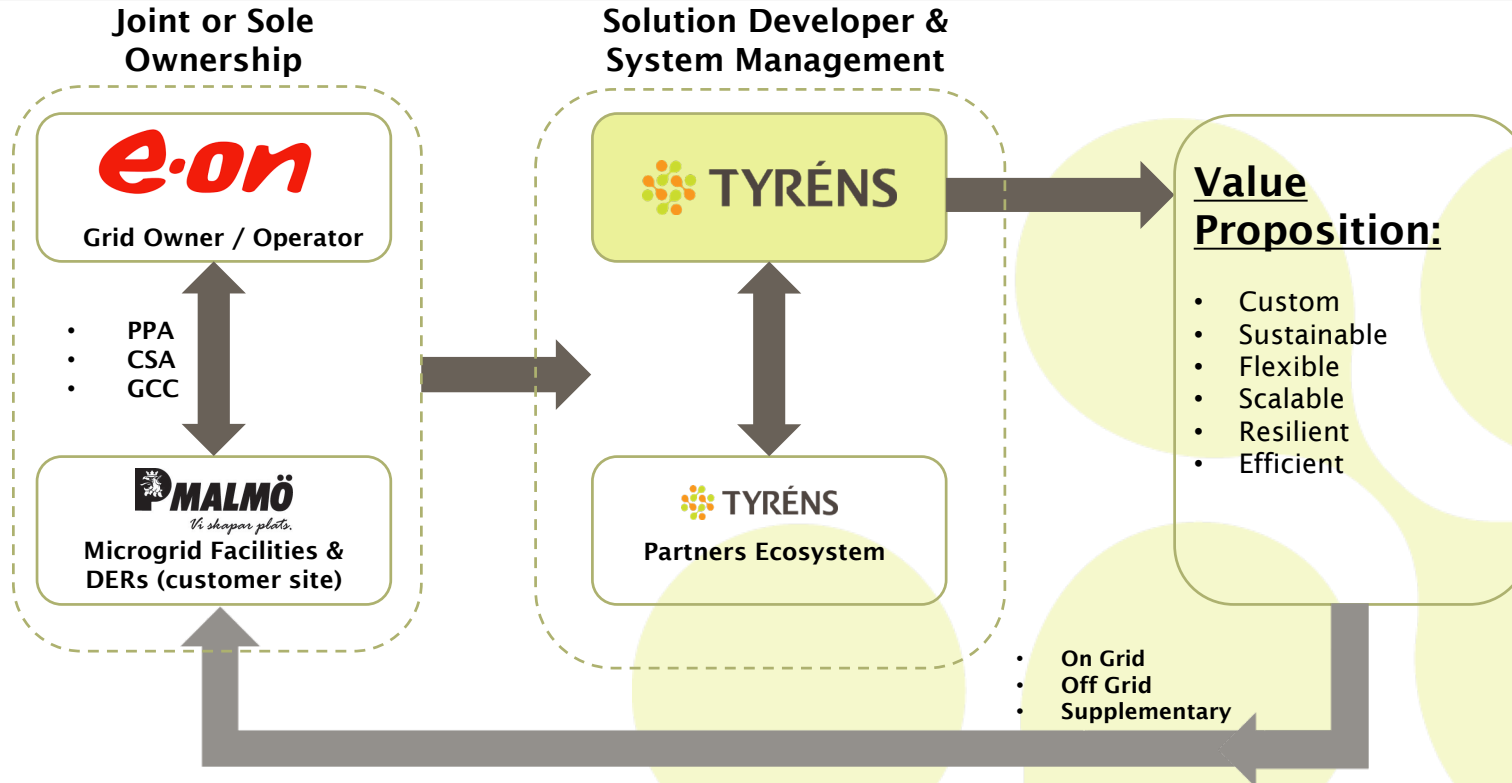 Joint or Sole
Ownership
e·on
Grid Owner / Operator
• PPA
• CSA
• GCC
PMALMÖ
Vi skapar plats.
Microgrid Facilities &
DERs (customer site)
Solution Developer &
System Management
TYRÉNS
TYRÉNS
Partners Ecosystem
Value
Proposition:
• Custom
• Sustainable
• Flexible
• Scalable
• Resilient
• Efficient
• On Grid
• Off Grid
• Supplementary